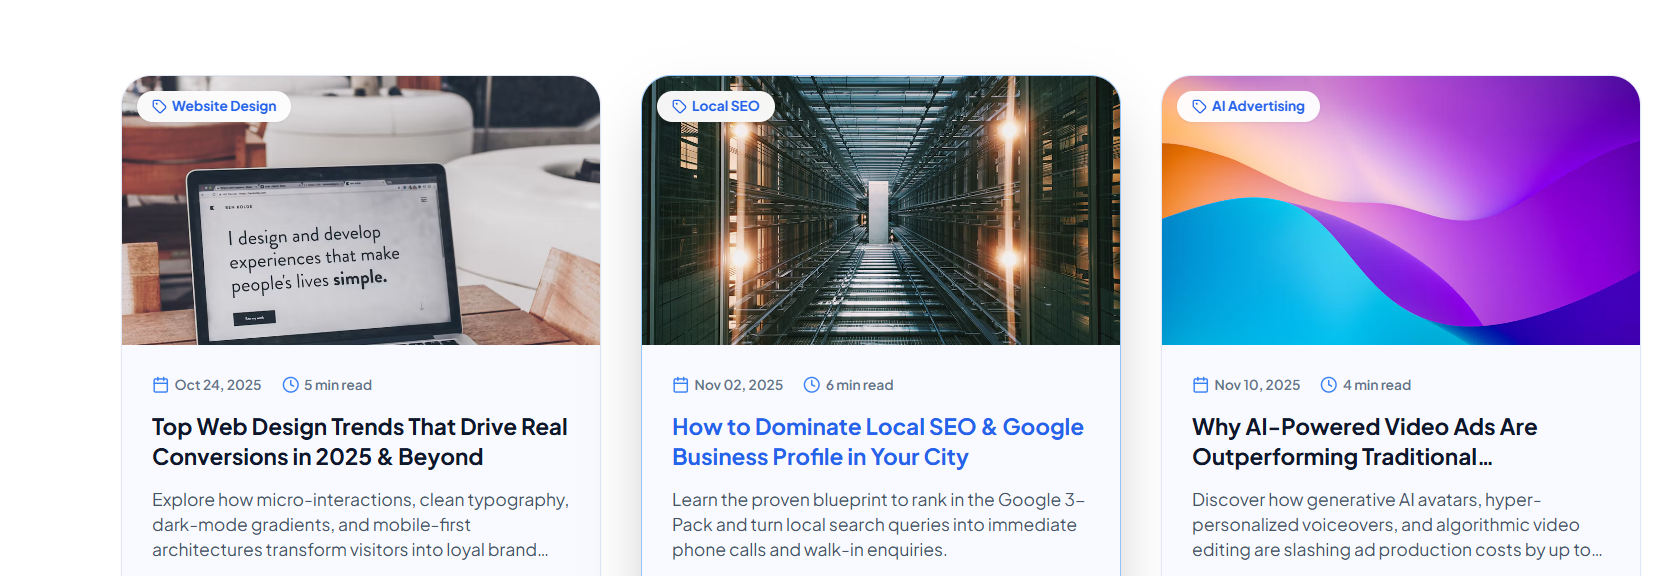 Website Design
BEN KOLDE
I design and develop
experiences that make
people's lives simple.
Oct 24, 2025
5 min read
Top Web Design Trends That Drive Real
Conversions in 2025 & Beyond
Explore how micro-interactions, clean typography,
dark-mode gradients, and mobile-first
architectures transform visitors into loyal brand...
Local SEO
Nov 02, 2025
6 min read
How to Dominate Local SEO & Google
Business Profile in Your City
Learn the proven blueprint to rank in the Google 3-
Pack and turn local search queries into immediate
phone calls and walk-in enquiries.
AI Advertising
Nov 10, 2025
4 min read
Why AI-Powered Video Ads Are
Outperforming Traditional...
Discover how generative AI avatars, hyper-
personalized voiceovers, and algorithmic video
editing are slashing ad production costs by up to...